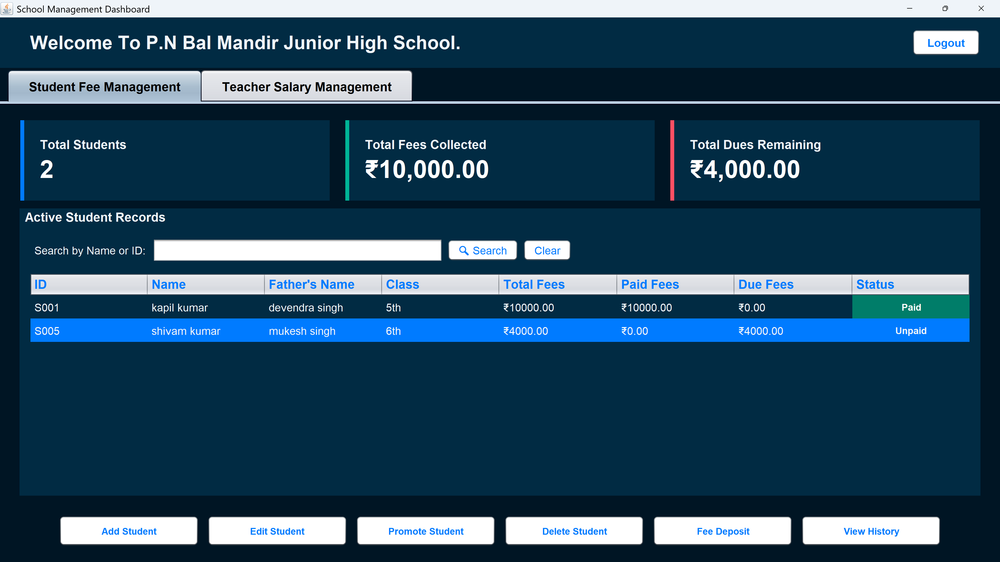 School Management Dashboard
Welcome To P.N Bal Mandir Junior High School.
Logout
Student Fee Management
Teacher Salary Management
Total Students
2
Total Fees Collected
₹10,000.00
Total Dues Remaining
₹4,000.00
Active Student Records
Search by Name or ID:
Search
Clear
ID Name Father's Name Class Total Fees Paid Fees Due Fees Status
S001 kapil kumar devendra singh 5th ₹10000.00 ₹10000.00 ₹0.00 Paid
S005 shivam kumar mukesh singh 6th ₹4000.00 ₹0.00 ₹4000.00 Unpaid
Add Student
Edit Student
Promote Student
Delete Student
Fee Deposit
View History